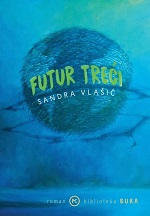 FUTUR TREĆI
SANDRA VLAŠIĆ
roman biblioteka BURA